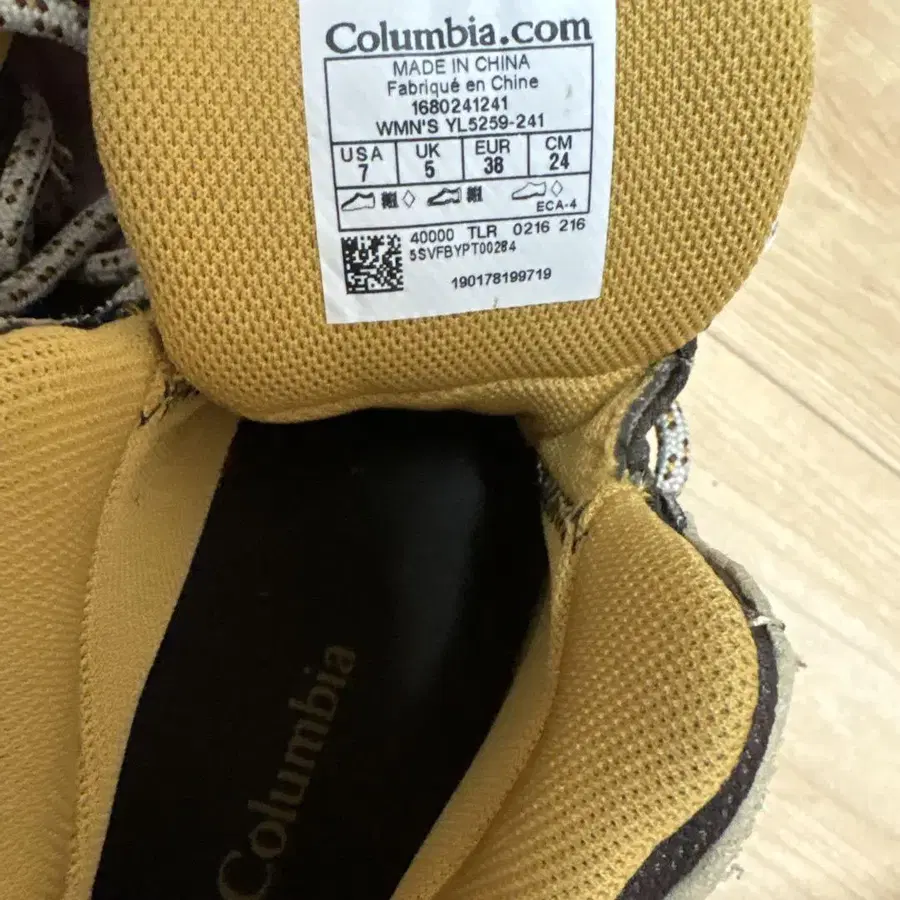 Columbia.com
MADE IN CHINA
Fabriqué en Chine
1680241241
WMN'S YL5259-241
USA UK EUR CM
7 5 38 24
ECA-4
40000 TLR 0216 216
5SVFBYPT00284
190178199719
Columbia